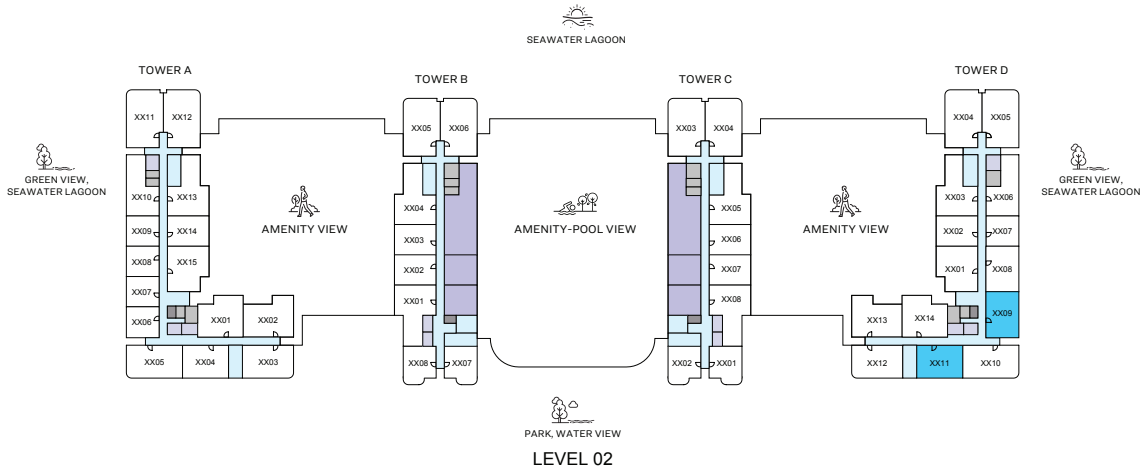 SEAWATER LAGOON
TOWER A
TOWER B
TOWER C
TOWER D
XX11
XX12
XX05
XX06
XX03
XX04
XX04
XX05
GREEN VIEW,
SEAWATER LAGOON
GREEN VIEW,
SEAWATER LAGOON
XX10
XX13
XX04
XX05
XX03
XX06
AMENITY VIEW
AMENITY-POOL VIEW
AMENITY VIEW
XX09
XX14
XX03
XX06
XX02
XX07
XX08
XX15
XX02
XX07
XX01
XX08
XX07
XX01
XX08
XX06
XX01
XX02
XX13
XX14
XX09
XX05
XX04
XX03
XX08
XX07
XX02
XX01
XX12
XX11
XX10
PARK, WATER VIEW
LEVEL 02